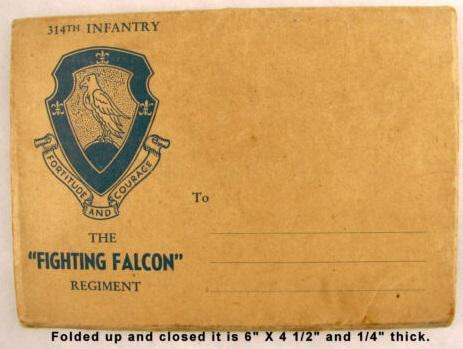 314TH INFANTRY
FORTITUDE AND COURAGE
To
THE
"FIGHTING FALCON"
REGIMENT
Folded up and closed it is 6" X 4 1/2" and 1/4" thick.